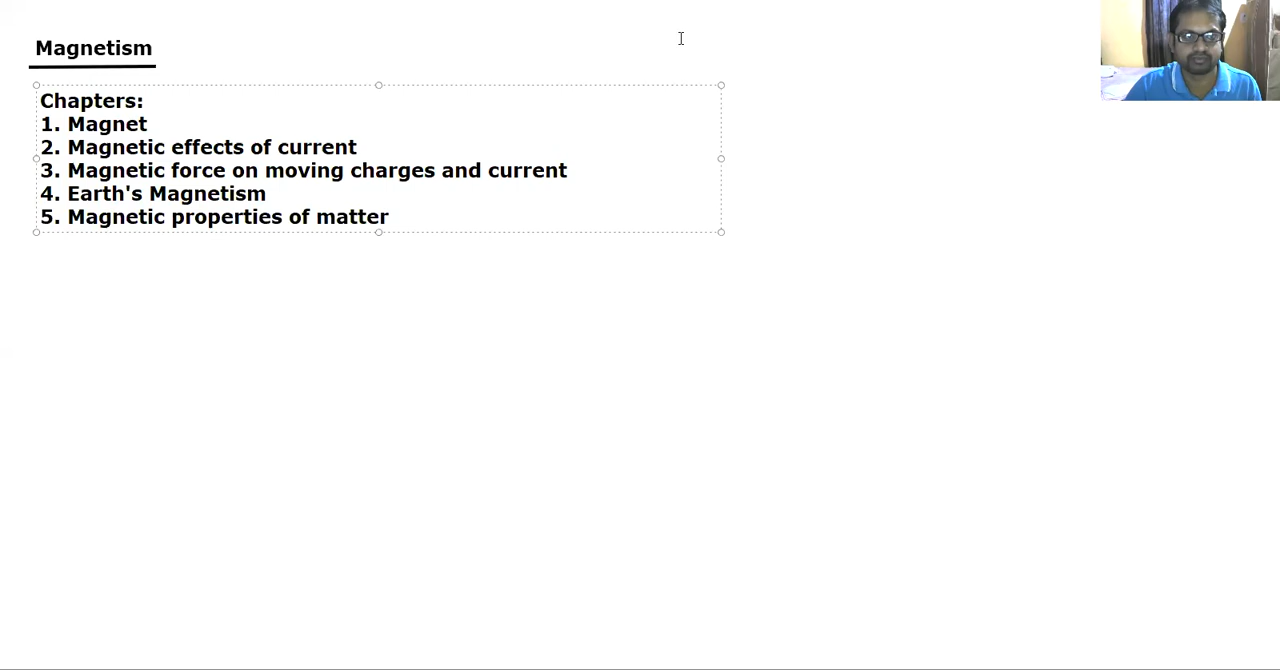 Magnetism
Chapters:
1. Magnet
2. Magnetic effects of current
3. Magnetic force on moving charges and current
4. Earth's Magnetism
5. Magnetic properties of matter